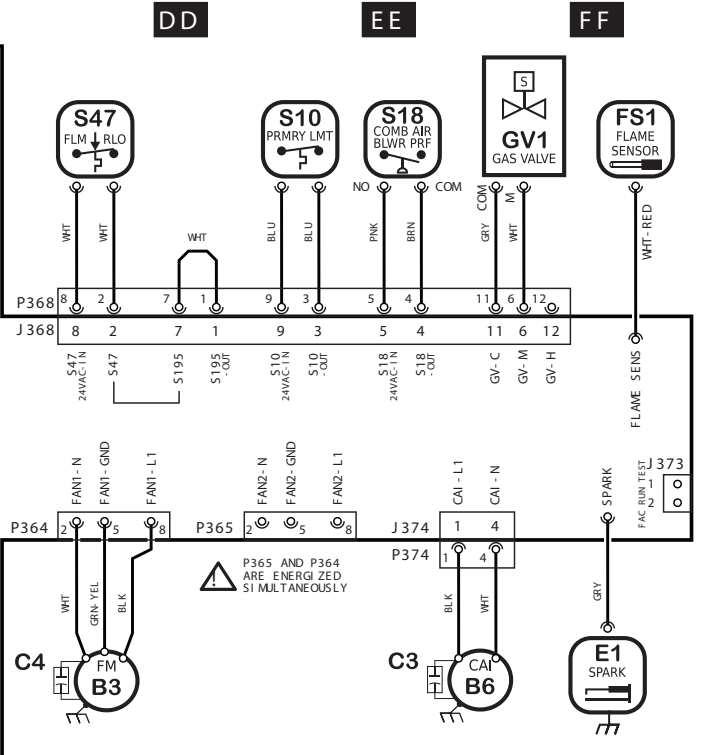 DD EE FF
S47
FLM RLO
S10
PRMRY LMT
S18
COMB AIR
BLWR PRF
S
GV1
GAS VALVE
FS1
FLAME
SENSOR
NO COM
COM M
WHT WHT WHT BLU BLU PNK BRN GRY WHT WHT-RED
P368 8 2 7 1 9 3 5 4 11 6 12
J368 8 2 7 1 9 3 5 4 11 6 12
S47
24VAC-IN
S47
S195
S195
-OUT
S10
24VAC-IN
S10
-OUT
S18
24VAC-IN
S18
-OUT
GV-C
GV-M
GV-H
FLAME SENS
FAN1-N FAN1-GND FAN1-L1 FAN2-N FAN2-GND FAN2-L1 CAI-L1 CAI-N SPARK
FAC RUN TEST
J373
1
2
P364 2 5 8
P365 2 5 8
J374 1 4
P374 1 4
P365 AND P364
ARE ENERGIZED
SIMULTANEOUSLY
!
WHT GRN-YEL BLK BLK WHT GRY
C4
FM
B3
C3
CAI
B6
E1
SPARK